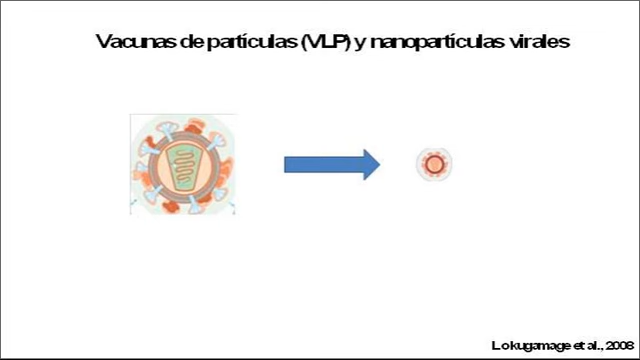 Vacunas de partículas (VLP) y nanopartículas virales
Lokugamage et al., 2008